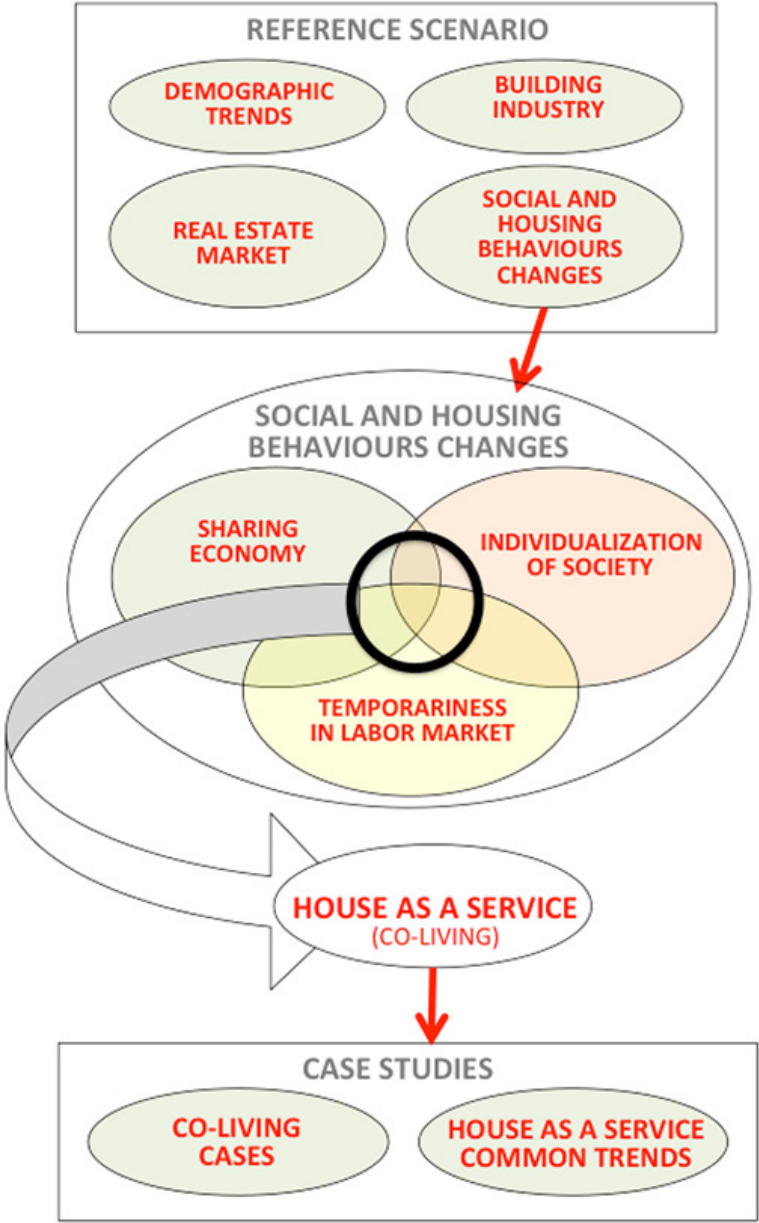 REFERENCE SCENARIO
DEMOGRAPHIC
TRENDS
BUILDING
INDUSTRY
REAL ESTATE
MARKET
SOCIAL AND
HOUSING
BEHAVIOURS
CHANGES
SOCIAL AND HOUSING
BEHAVIOURS CHANGES
SHARING
ECONOMY
INDIVIDUALIZATION
OF SOCIETY
TEMPORARINESS
IN LABOR MARKET
HOUSE AS A SERVICE
(CO-LIVING)
CASE STUDIES
CO-LIVING
CASES
HOUSE AS A SERVICE
COMMON TRENDS